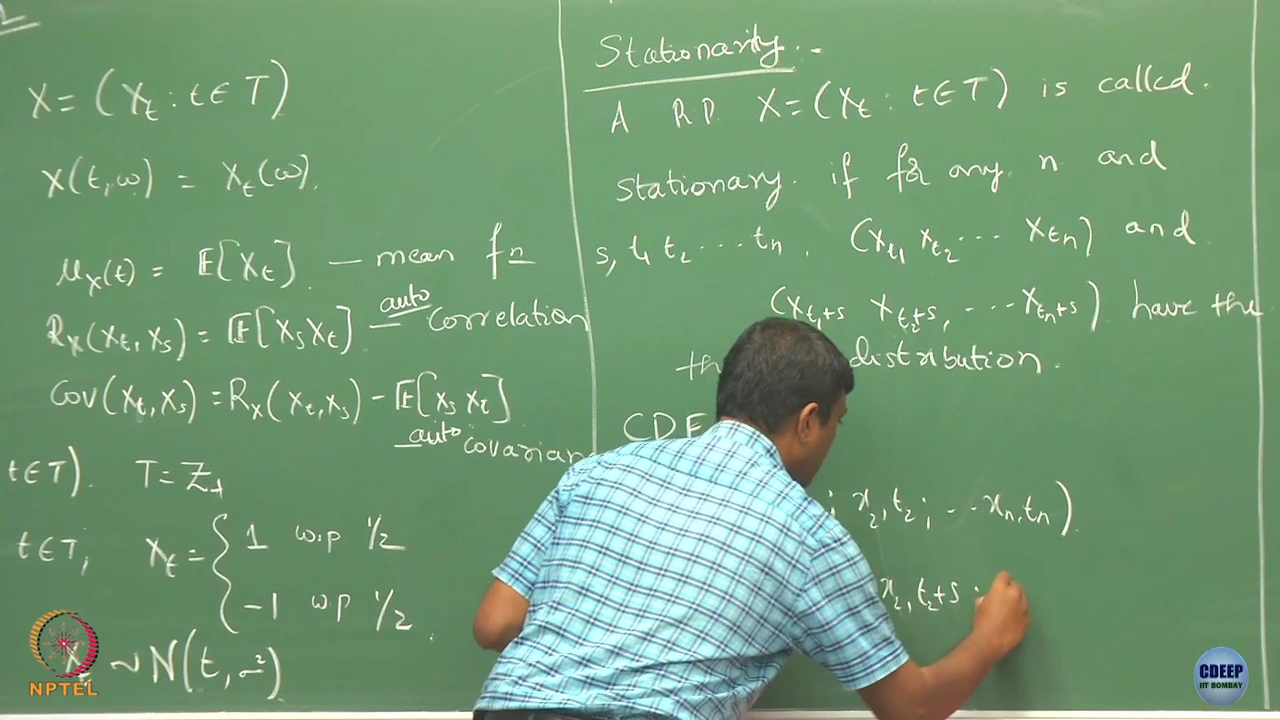 X = (X_t : t ∈ T)
X(t, ω) = X_t(ω).
μ_X(t) = E[X_t] — mean fn
R_X(X_t, X_s) = E[X_s X_t] — auto correlation
Cov(X_t, X_s) = R_X(X_t, X_s) - E[X_s X_t]
— auto covarian
t ∈ T). T = Z_+
t ∈ T, X_t = { 1 w.p 1/2
-1 w.p 1/2
~ N(t, σ²)
Stationarity.
A R.P. X = (X_t : t ∈ T) is called
stationary if for any n and
s, t_1 t_2 ... t_n, (X_{t_1} X_{t_2} ... X_{t_n}) and
(X_{t_1+s} X_{t_2+s}, ... X_{t_n+s}) have the
distribution.
CDF
; x_2, t_2; ... x_n, t_n).
x_2, t_2+s
NPTEL
CDEEP
IIT BOMBAY